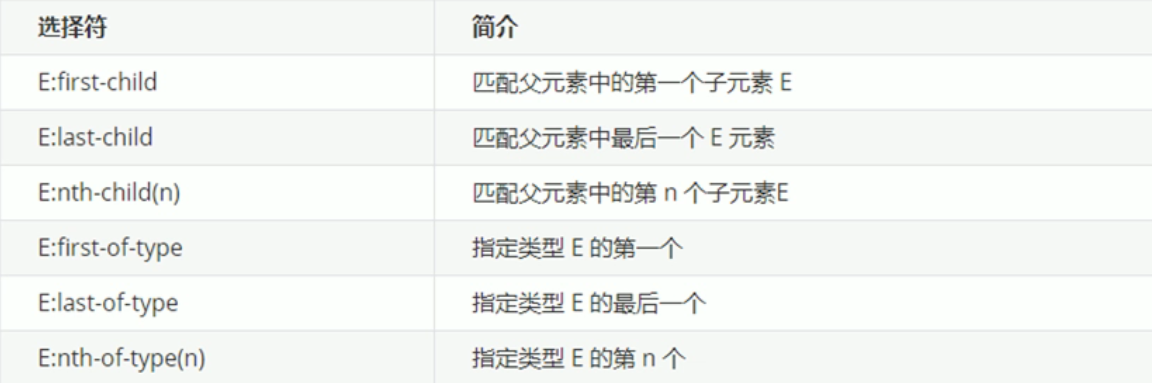 选择符 简介
E:first-child 匹配父元素中的第一个子元素 E
E:last-child 匹配父元素中最后一个 E 元素
E:nth-child(n) 匹配父元素中的第 n 个子元素E
E:first-of-type 指定类型 E 的第一个
E:last-of-type 指定类型 E 的最后一个
E:nth-of-type(n) 指定类型 E 的第 n 个